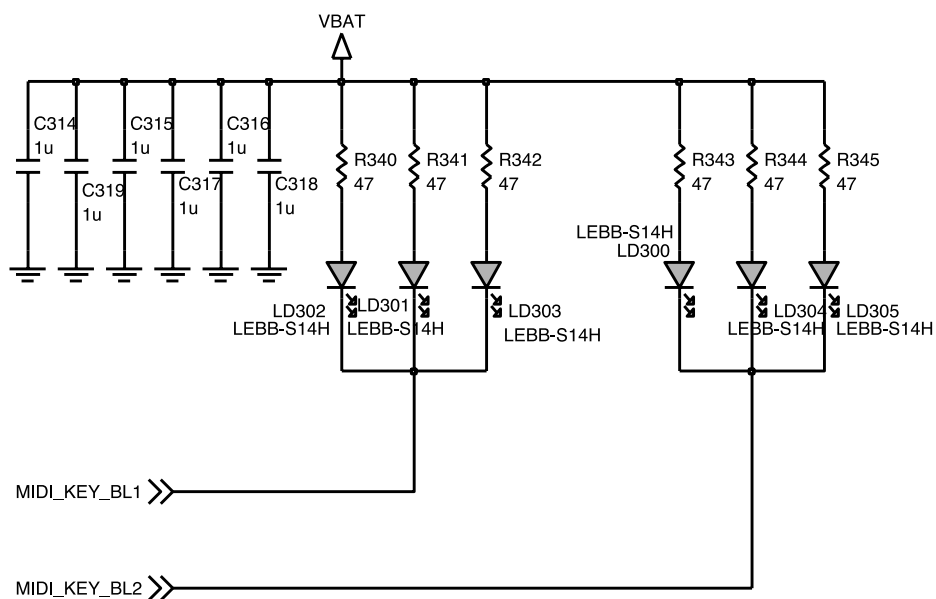 VBAT
C314
1u
C315
1u
C316
1u
C319
1u
C317
1u
C318
1u
R340
47
R341
47
R342
47
R343
47
R344
47
R345
47
LEBB-S14H
LD300
LD302
LEBB-S14H
LD301
LEBB-S14H
LD303
LEBB-S14H
LD304
LEBB-S14H
LD305
LEBB-S14H
MIDI_KEY_BL1
MIDI_KEY_BL2